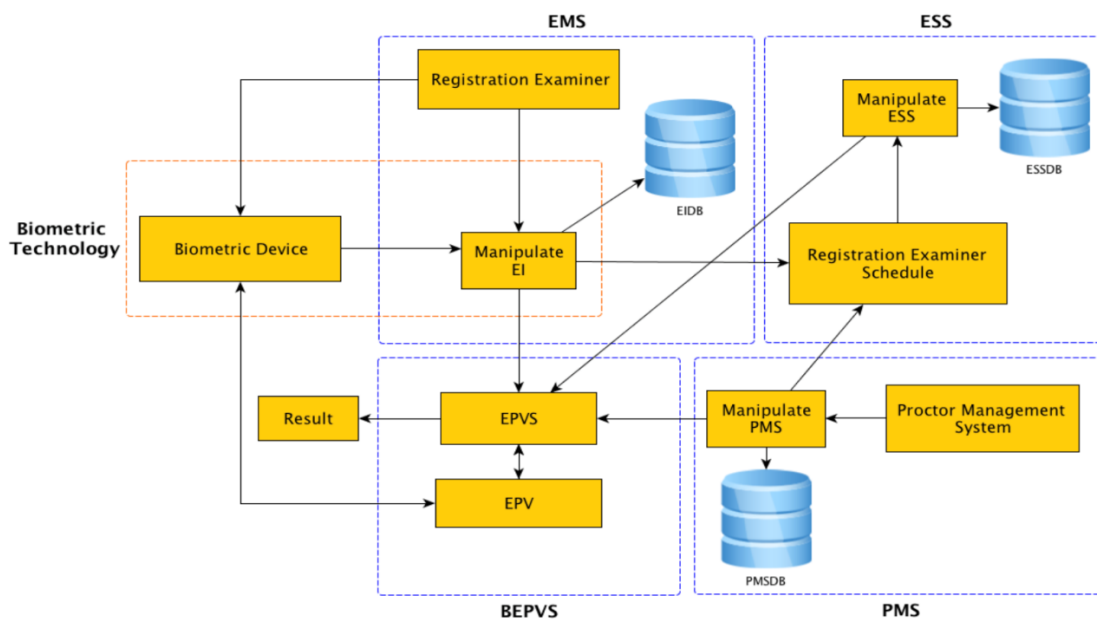 EMS
ESS
Registration Examiner
Manipulate
ESS
ESSDB
EIDB
Biometric
Technology
Biometric Device
Manipulate
EI
Registration Examiner
Schedule
Result
EPVS
Manipulate
PMS
Proctor Management
System
EPV
PMSDB
BEPVS
PMS